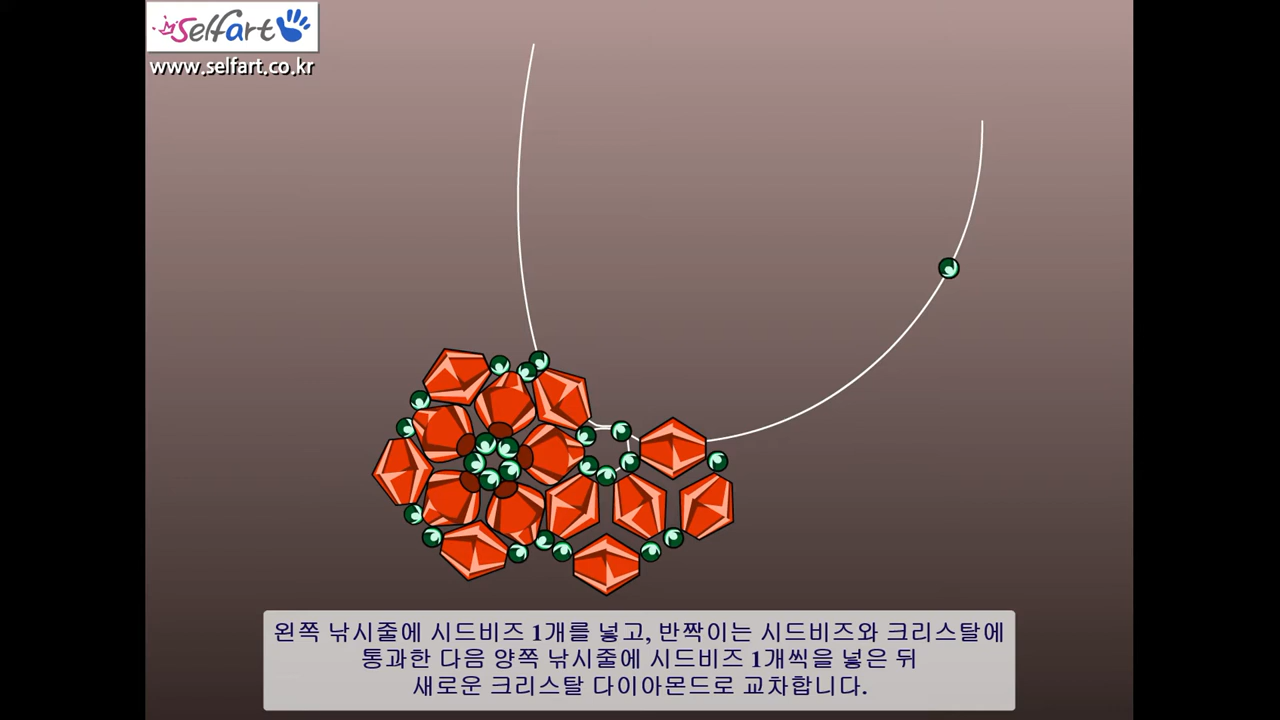 Selfart
www.selfart.co.kr
왼쪽 낚시줄에 시드비즈 1개를 넣고, 반짝이는 시드비즈와 크리스탈에
통과한 다음 양쪽 낚시줄에 시드비즈 1개씩을 넣은 뒤
새로운 크리스탈 다이아몬드로 교차합니다.